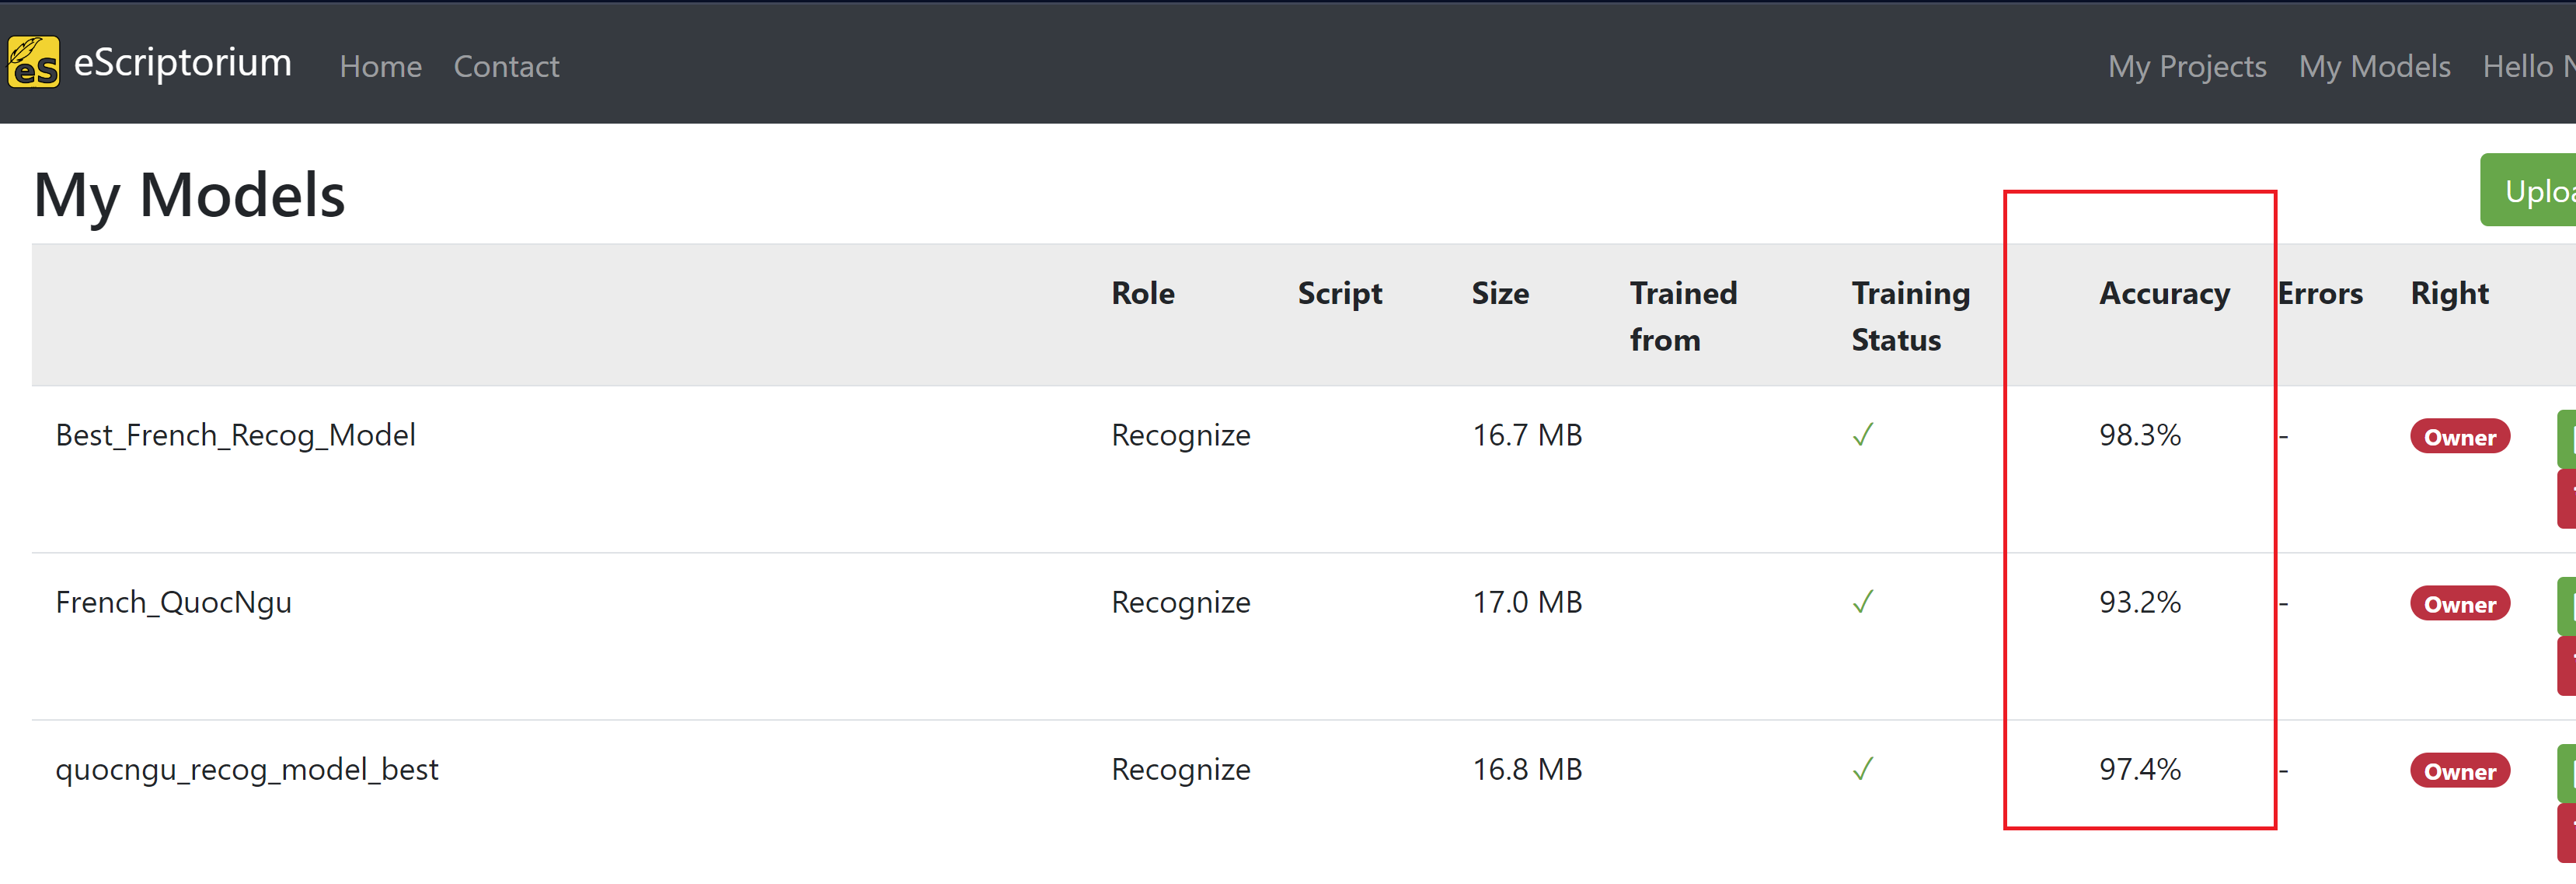 eS eScriptorium Home Contact My Projects My Models Hello
My Models
Role Script Size Trained from Training Status Accuracy Errors Right
Best_French_Recog_Model Recognize 16.7 MB ✓ 98.3% - Owner
French_QuocNgu Recognize 17.0 MB ✓ 93.2% - Owner
quocngu_recog_model_best Recognize 16.8 MB ✓ 97.4% - Owner